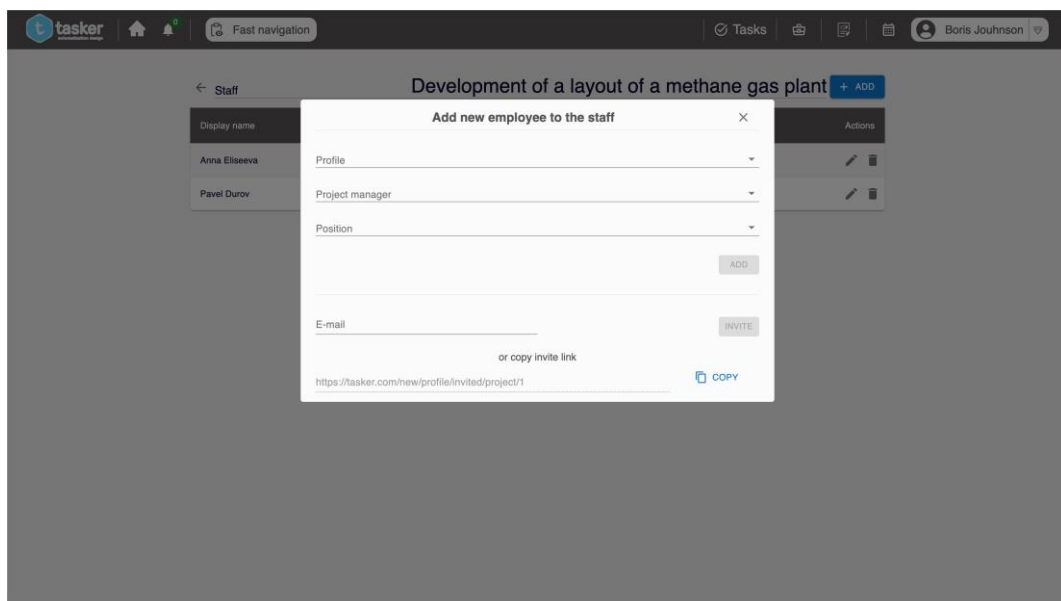 tasker
0
Fast navigation
Tasks
Boris Jouhnson
Staff
Development of a layout of a methane gas plant
+ ADD
Display name
Actions
Anna Eliseeva
Pavel Durov
Add new employee to the staff
Profile
Project manager
Position
ADD
E-mail
INVITE
or copy invite link
https://tasker.com/new/profile/invited/project/1
COPY